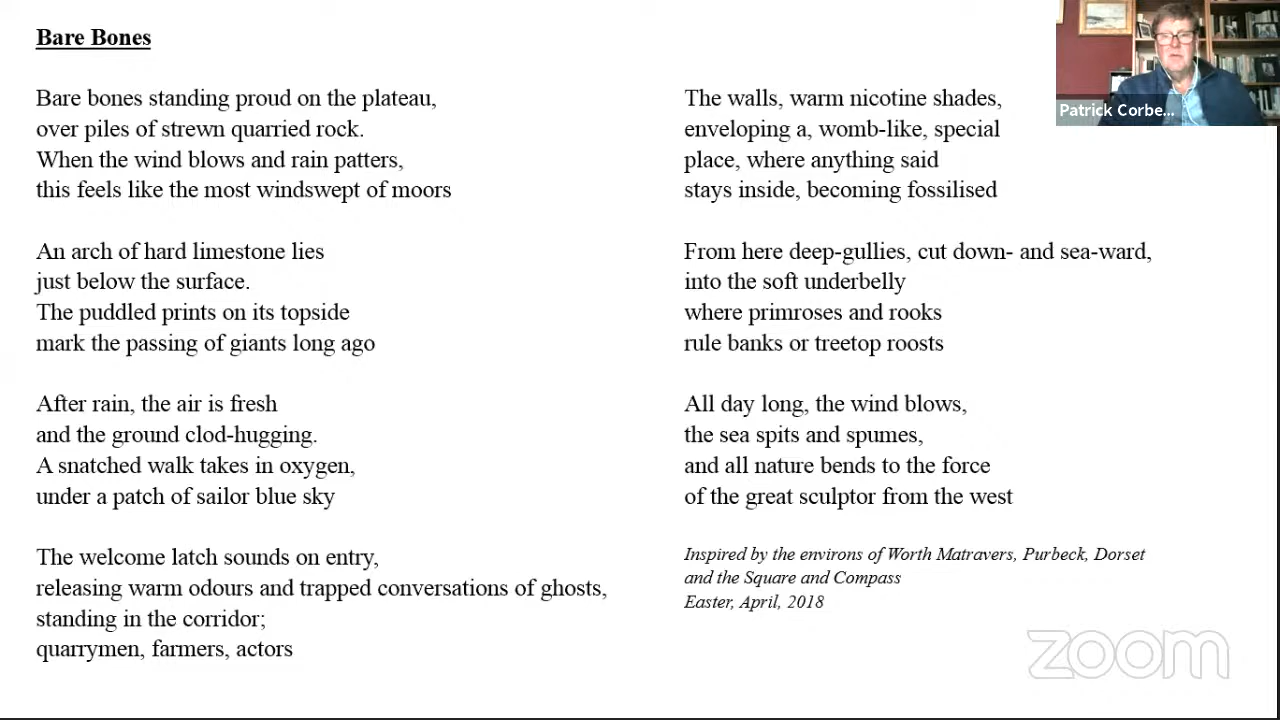 Bare Bones
Bare bones standing proud on the plateau,
over piles of strewn quarried rock.
When the wind blows and rain patters,
this feels like the most windswept of moors
An arch of hard limestone lies
just below the surface.
The puddled prints on its topside
mark the passing of giants long ago
After rain, the air is fresh
and the ground clod-hugging.
A snatched walk takes in oxygen,
under a patch of sailor blue sky
The welcome latch sounds on entry,
releasing warm odours and trapped conversations of ghosts,
standing in the corridor;
quarrymen, farmers, actors
The walls, warm nicotine shades,
enveloping a, womb-like, special
place, where anything said
stays inside, becoming fossilised
From here deep-gullies, cut down- and sea-ward,
into the soft underbelly
where primroses and rooks
rule banks or treetop roosts
All day long, the wind blows,
the sea spits and spumes,
and all nature bends to the force
of the great sculptor from the west
Inspired by the environs of Worth Matravers, Purbeck, Dorset
and the Square and Compass
Easter, April, 2018
Patrick Corbe...
zoom